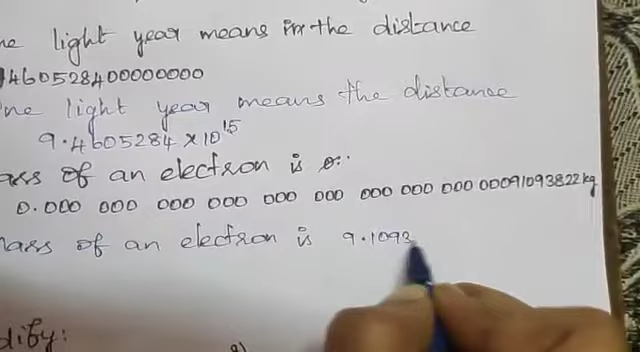 ne light year means in the distance
9460528400000000
ne light year means the distance
9.4605284 × 10^15
ass of an electron is
0.000 000 000 000 000 000 000 000 00091093822 kg
mass of an electron is 9.1093
dify:
a)